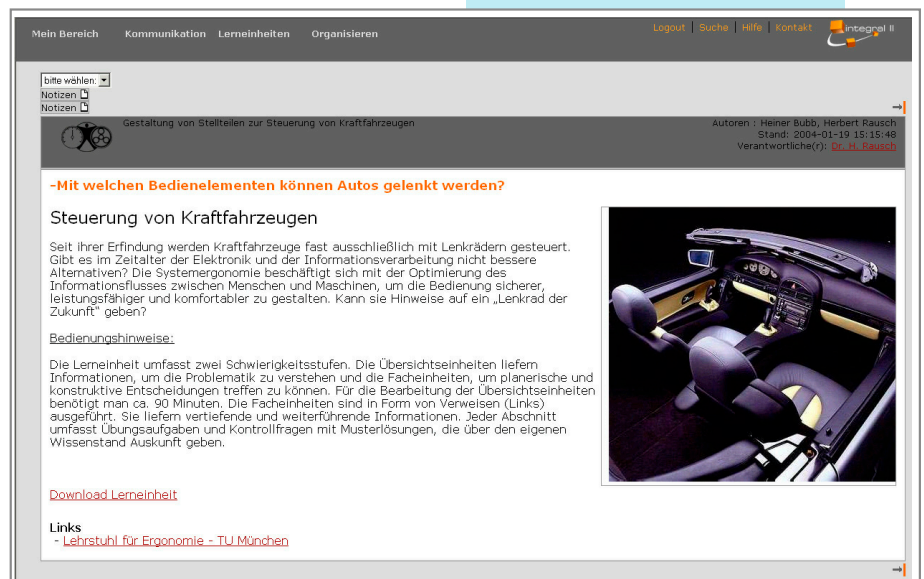 Mein Bereich Kommunikation Lerneinheiten Organisieren Logout | Suche | Hilfe | Kontakt integral II
bitte wählen:
Notizen
Notizen
Gestaltung von Stellteilen zur Steuerung von Kraftfahrzeugen
Autoren : Heiner Bubb, Herbert Rausch
Stand: 2004-01-19 15:15:48
Verantwortliche(r): Dr. H. Rausch
-Mit welchen Bedienelementen können Autos gelenkt werden?
Steuerung von Kraftfahrzeugen
Seit ihrer Erfindung werden Kraftfahrzeuge fast ausschließlich mit Lenkrädern gesteuert.
Gibt es im Zeitalter der Elektronik und der Informationsverarbeitung nicht bessere
Alternativen? Die Systemergonomie beschäftigt sich mit der Optimierung des
Informationsflusses zwischen Menschen und Maschinen, um die Bedienung sicherer,
leistungsfähiger und komfortabler zu gestalten. Kann sie Hinweise auf ein „Lenkrad der
Zukunft" geben?
Bedienungshinweise:
Die Lerneinheit umfasst zwei Schwierigkeitsstufen. Die Übersichtseinheiten liefern
Informationen, um die Problematik zu verstehen und die Facheinheiten, um planerische und
konstruktive Entscheidungen treffen zu können. Für die Bearbeitung der Übersichtseinheiten
benötigt man ca. 90 Minuten. Die Facheinheiten sind in Form von Verweisen (Links)
ausgeführt. Sie liefern vertiefende und weiterführende Informationen. Jeder Abschnitt
umfasst Übungsaufgaben und Kontrollfragen mit Musterlösungen, die über den eigenen
Wissenstand Auskunft geben.
Download Lerneinheit
Links
- Lehrstuhl für Ergonomie - TU München